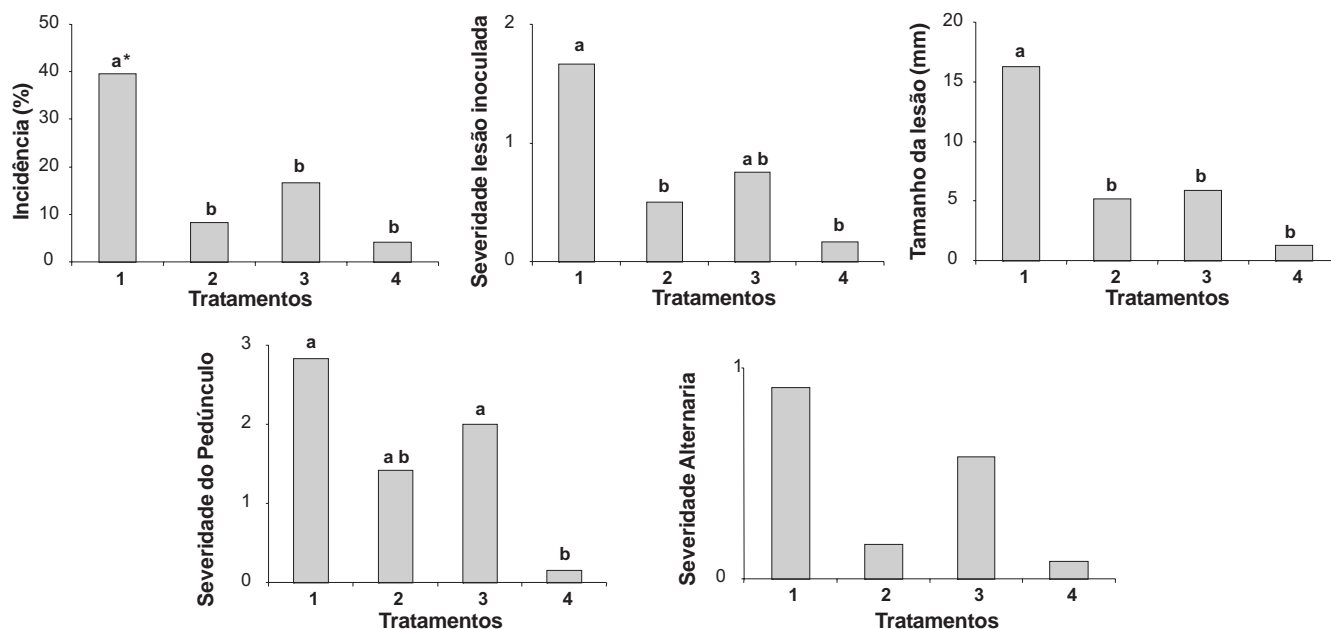 Incidência (%)
50
40
30
20
10
0
a*
b
b
b
1 2 3 4
Tratamentos
Severidade lesão inoculada
2
1
0
a
b
a b
b
1 2 3 4
Tratamentos
Tamanho da lesão (mm)
20
15
10
5
0
a
b
b
b
1 2 3 4
Tratamentos
Severidade do Pedúnculo
3
2
1
0
a
a b
a
b
1 2 3 4
Tratamentos
Severidade Alternaria
1
0
1 2 3 4
Tratamentos